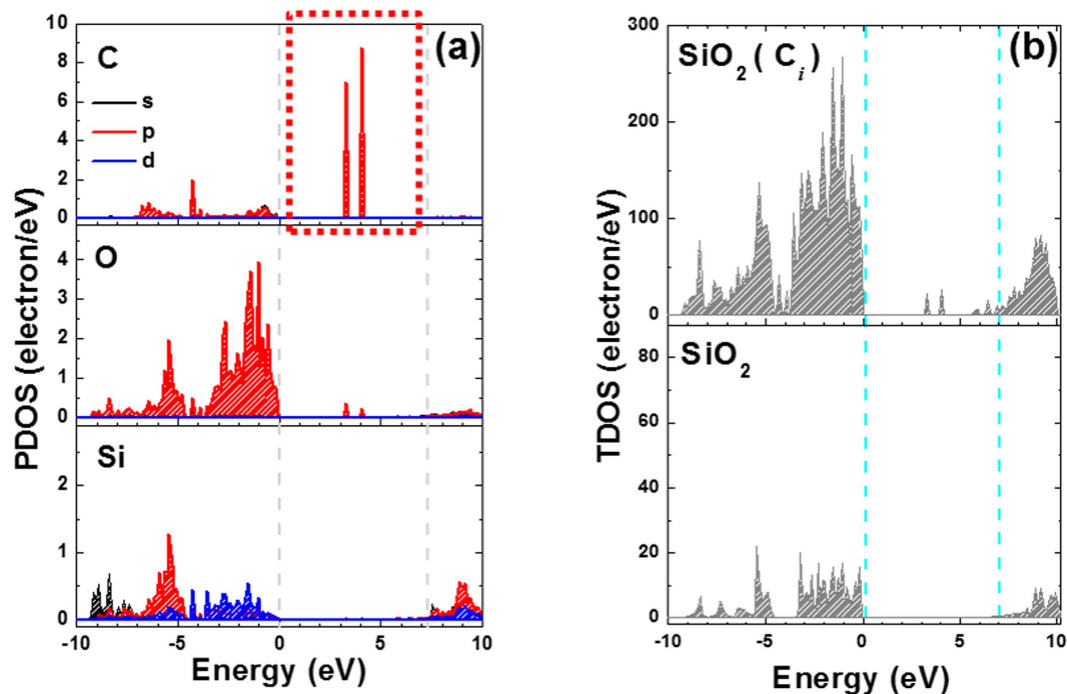 (a)
C
s
p
d
10
8
6
4
2
0
O
4
3
2
1
0
Si
2
1
0
PDOS (electron/eV)
-10 -5 0 5 10
Energy (eV)
(b)
SiO2 ( Ci )
300
200
100
0
SiO2
80
60
40
20
0
TDOS (electron/eV)
-10 -5 0 5 10
Energy (eV)